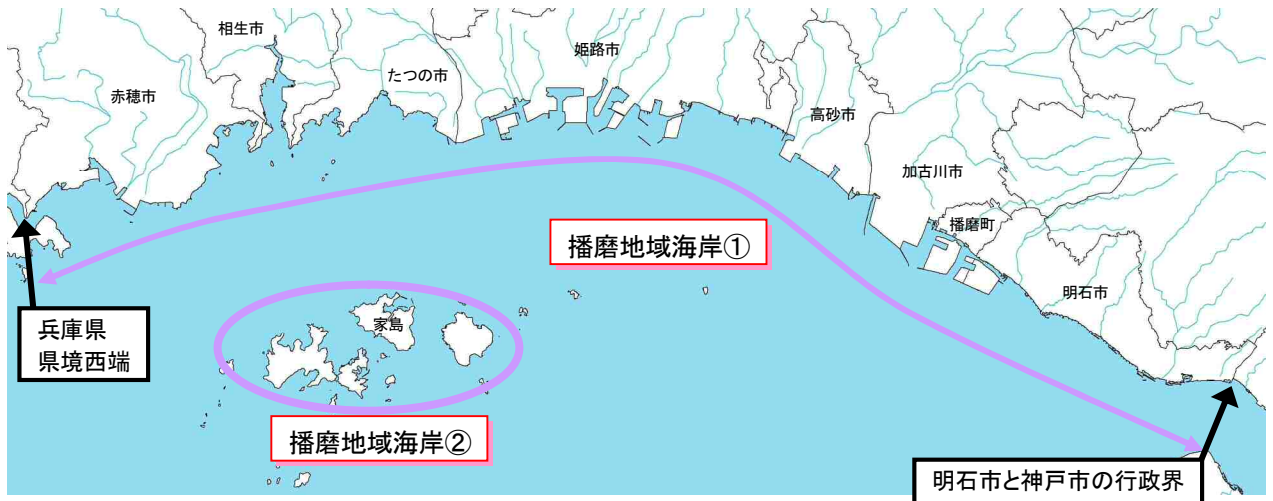 相生市
姫路市
たつの市
赤穂市
高砂市
加古川市
播磨町
播磨地域海岸①
明石市
家島
兵庫県
県境西端
播磨地域海岸②
明石市と神戸市の行政界